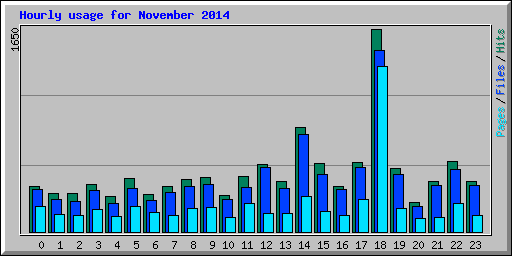 Hourly usage for November 2014
1650
Pages/Files/Hits
0 1 2 3 4 5 6 7 8 9 10 11 12 13 14 15 16 17 18 19 20 21 22 23